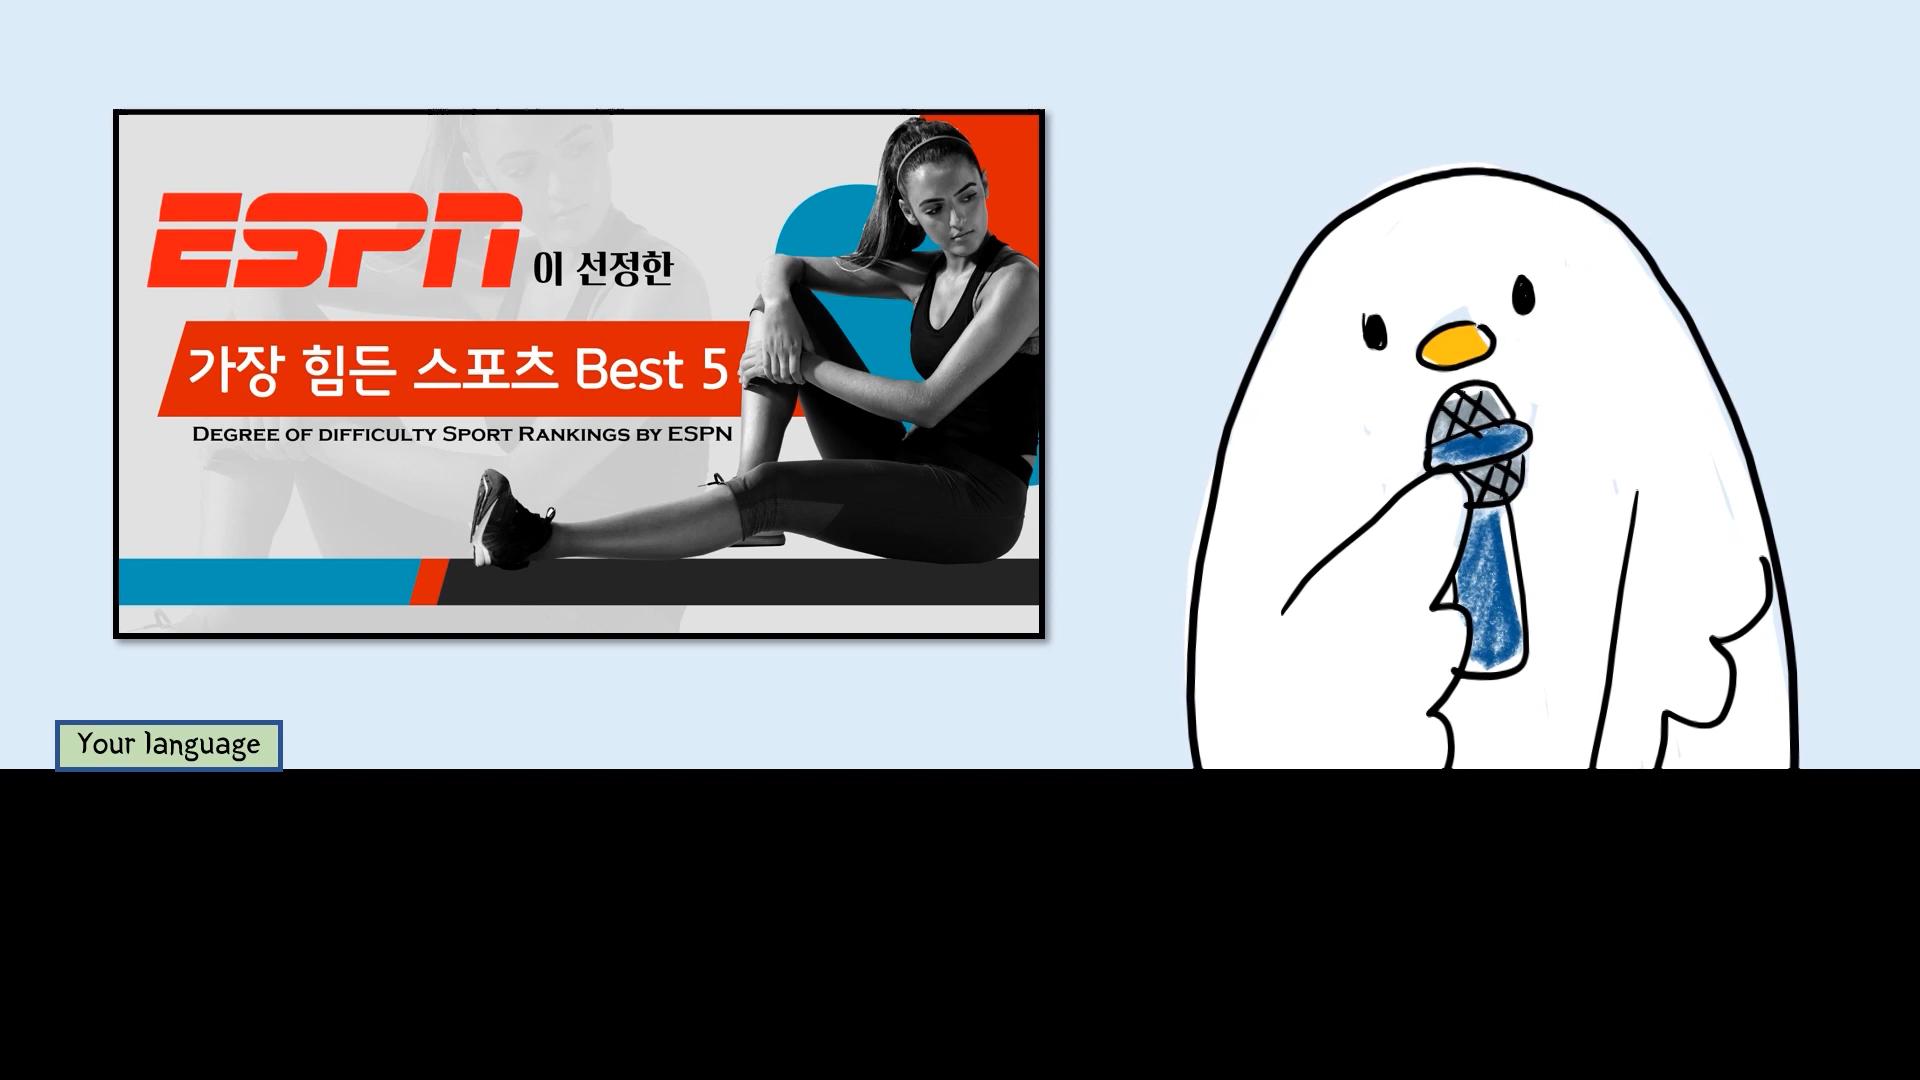 ESPN이 선정한
가장 힘든 스포츠 Best 5
DEGREE OF DIFFICULTY SPORT RANKINGS BY ESPN
Your language